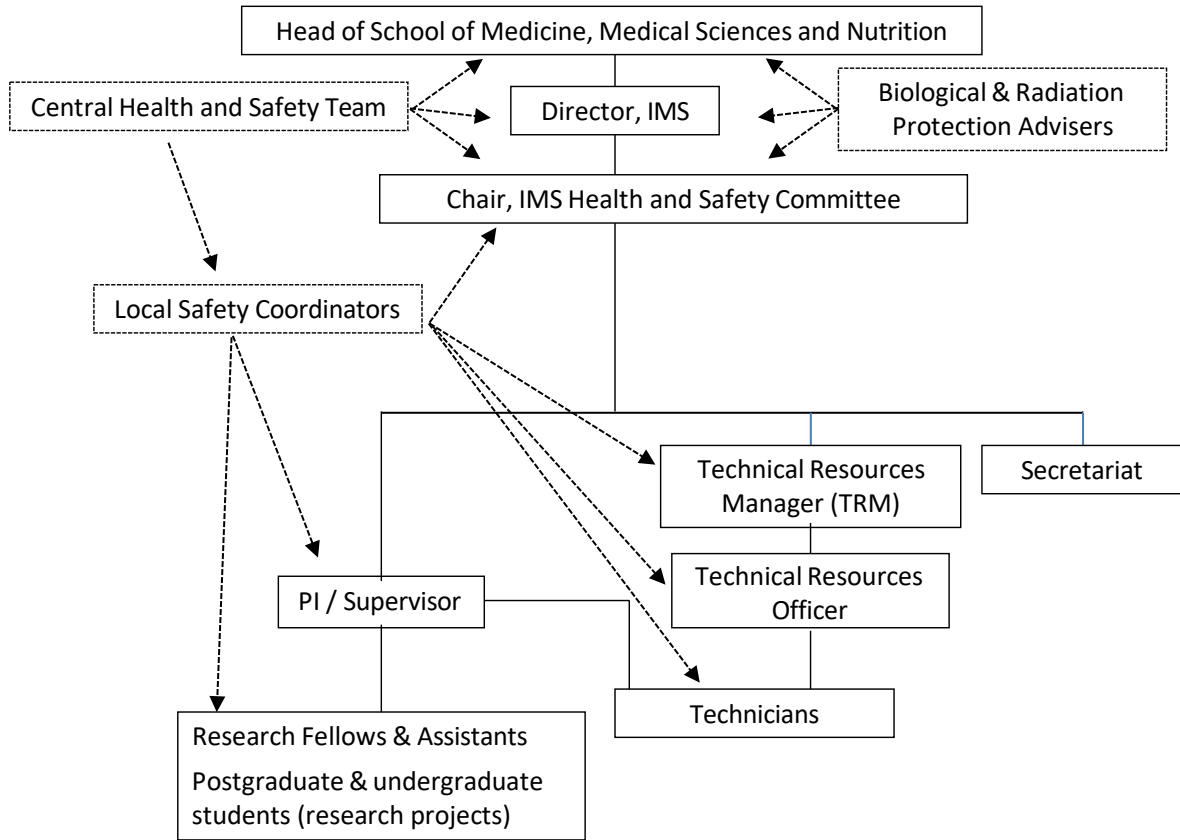 Head of School of Medicine, Medical Sciences and Nutrition
Central Health and Safety Team
Director, IMS
Biological & Radiation
Protection Advisers
Chair, IMS Health and Safety Committee
Local Safety Coordinators
Technical Resources
Manager (TRM)
Secretariat
PI / Supervisor
Technical Resources
Officer
Technicians
Research Fellows & Assistants
Postgraduate & undergraduate
students (research projects)